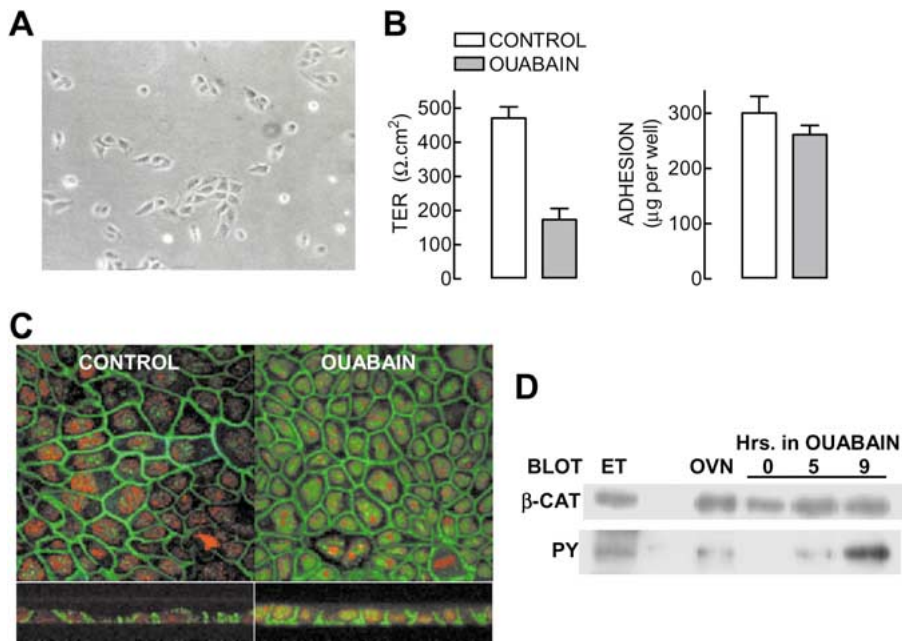 A
B
CONTROL
OUABAIN
TER (Ω.cm²)
500
400
300
200
100
0
ADHESION
(µg per well)
300
200
100
0
C
CONTROL
OUABAIN
D
Hrs. in OUABAIN
BLOT ET OVN 0 5 9
β-CAT
PY